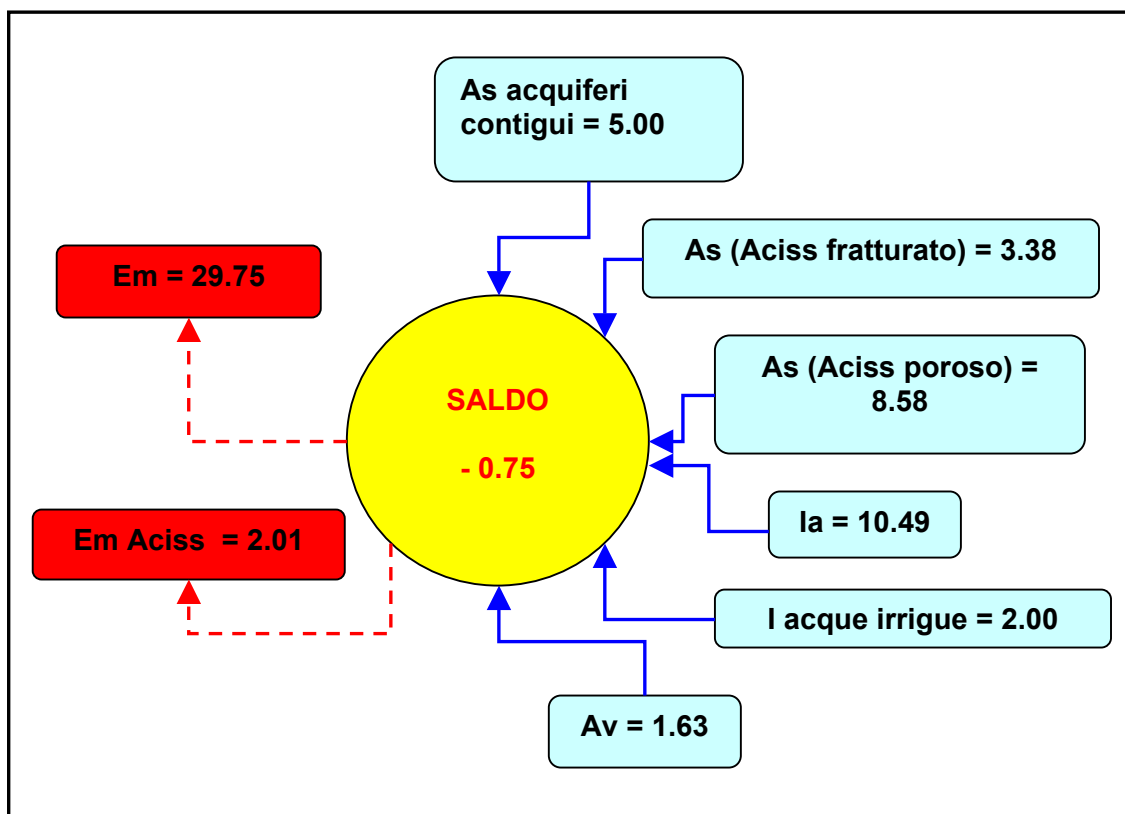 As acquiferi
contigui = 5.00
As (Aciss fratturato) = 3.38
Em = 29.75
As (Aciss poroso) =
8.58
SALDO
- 0.75
Ia = 10.49
Em Aciss = 2.01
I acque irrigue = 2.00
Av = 1.63